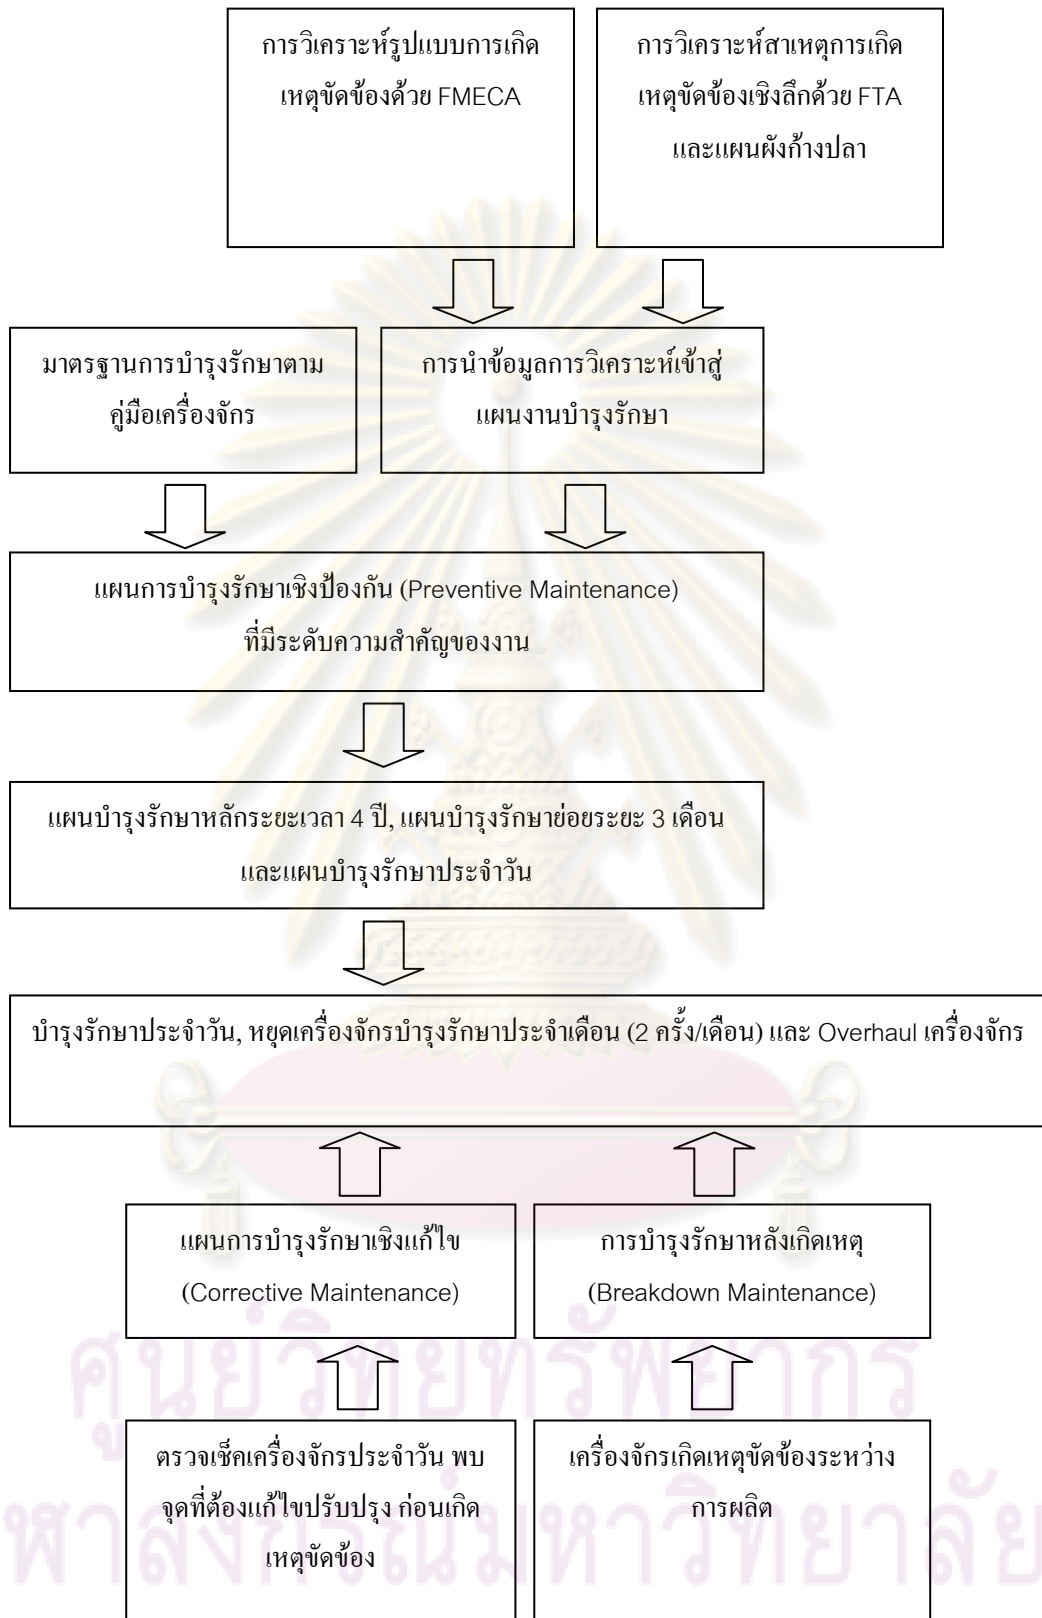 การวิเคราะห์รูปแบบการเกิด
เหตุขัดข้องด้วย FMECA
การวิเคราะห์สาเหตุการเกิด
เหตุขัดข้องเชิงลึกด้วย FTA
และแผนผังก้างปลา
มาตรฐานการบำรุงรักษาตาม
คู่มือเครื่องจักร
การนำข้อมูลการวิเคราะห์เข้าสู่
แผนงานบำรุงรักษา
แผนการบำรุงรักษาเชิงป้องกัน (Preventive Maintenance)
ที่มีระดับความสำคัญของงาน
แผนบำรุงรักษาหลักระยะเวลา 4 ปี, แผนบำรุงรักษาย่อยระยะ 3 เดือน
และแผนบำรุงรักษาประจำวัน
บำรุงรักษาประจำวัน, หยุดเครื่องจักรบำรุงรักษาประจำเดือน (2 ครั้ง/เดือน) และ Overhaul เครื่องจักร
แผนการบำรุงรักษาเชิงแก้ไข
(Corrective Maintenance)
การบำรุงรักษาหลังเกิดเหตุ
(Breakdown Maintenance)
ตรวจเช็คเครื่องจักรประจำวัน พบ
จุดที่ต้องแก้ไขปรับปรุง ก่อนเกิด
เหตุขัดข้อง
เครื่องจักรเกิดเหตุขัดข้องระหว่าง
การผลิต
ศูนย์วิทยทรัพยากร
ฬาลงกรณ์มหาวิทยาลัย